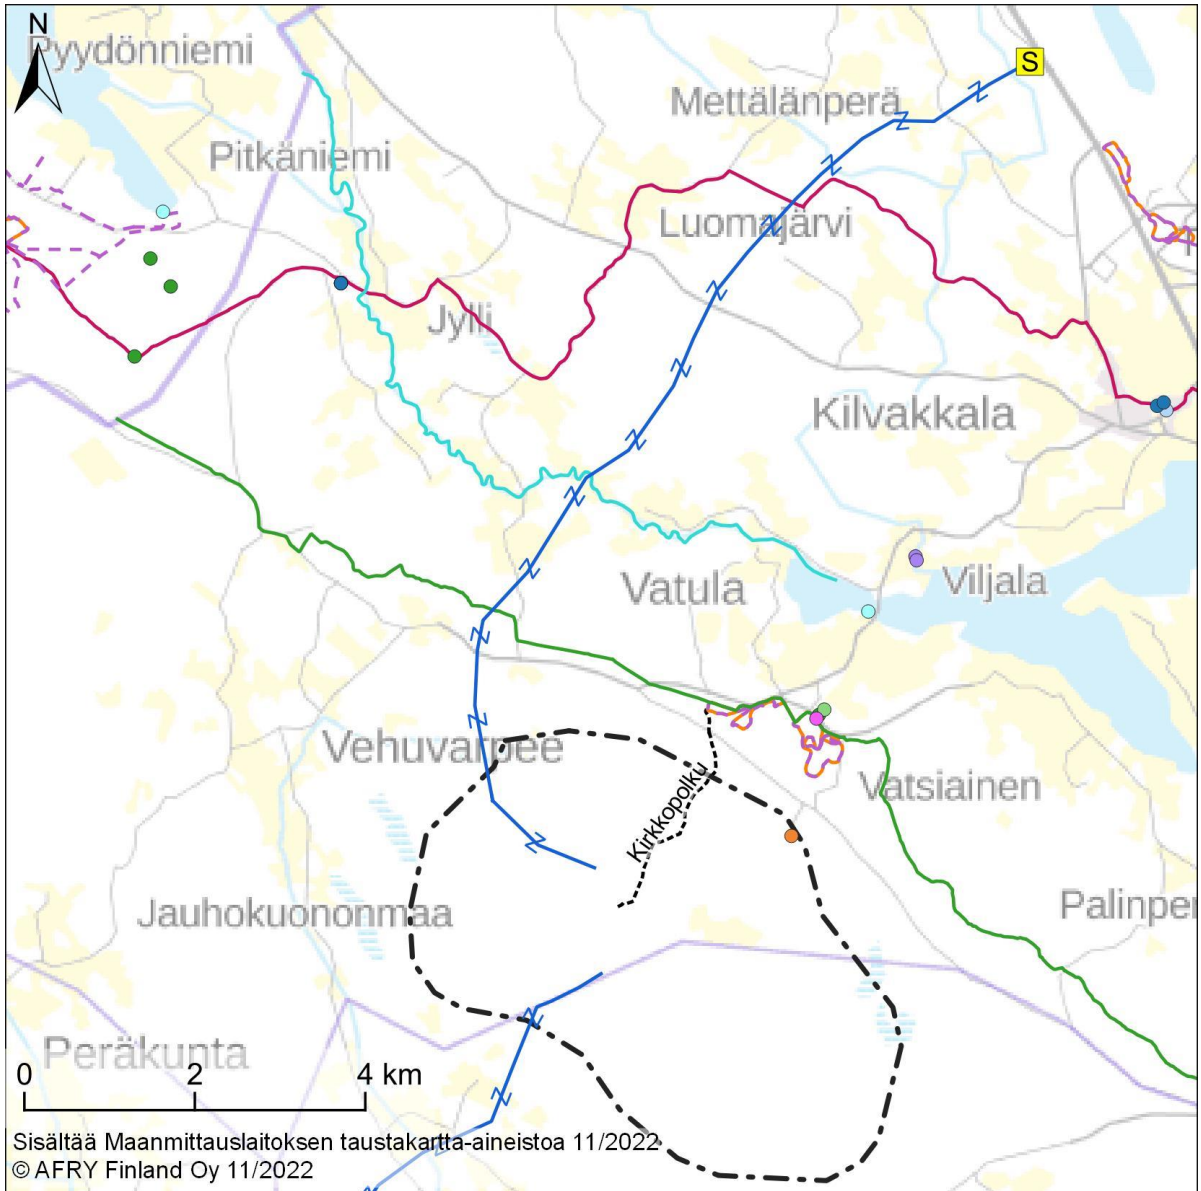 N
Pyydönniemi
S
Mettälänperä
Pitkäniemi
Luomajärvi
Jylli
Kilvakkala
Viljala
Vatula
Vehuvarpee
Kirkkopolku
Vatsiainen
Jauhokuononmaa
Palinper
Peräkunta
0 2 4 km
Sisältää Maanmittauslaitoksen taustakartta-aineistoa 11/2022
© AFRY Finland Oy 11/2022